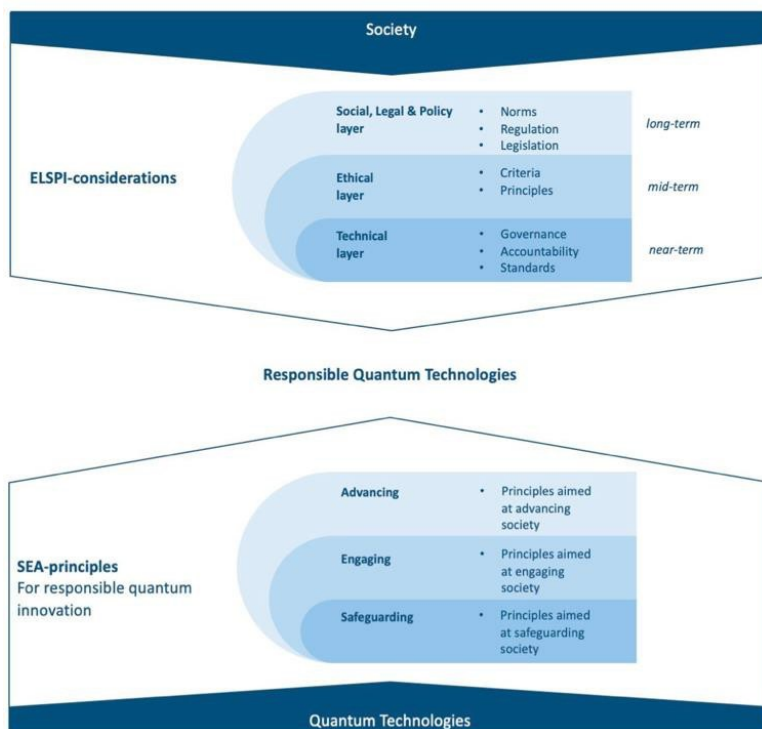 Society
Social, Legal & Policy
layer
• Norms
• Regulation
• Legislation
long-term
ELSPI-considerations
Ethical
layer
• Criteria
• Principles
mid-term
Technical
layer
• Governance
• Accountability
• Standards
near-term
Responsible Quantum Technologies
Advancing
• Principles aimed
at advancing
society
SEA-principles
For responsible quantum
innovation
Engaging
• Principles aimed
at engaging
society
Safeguarding
• Principles aimed
at safeguarding
society
Quantum Technologies